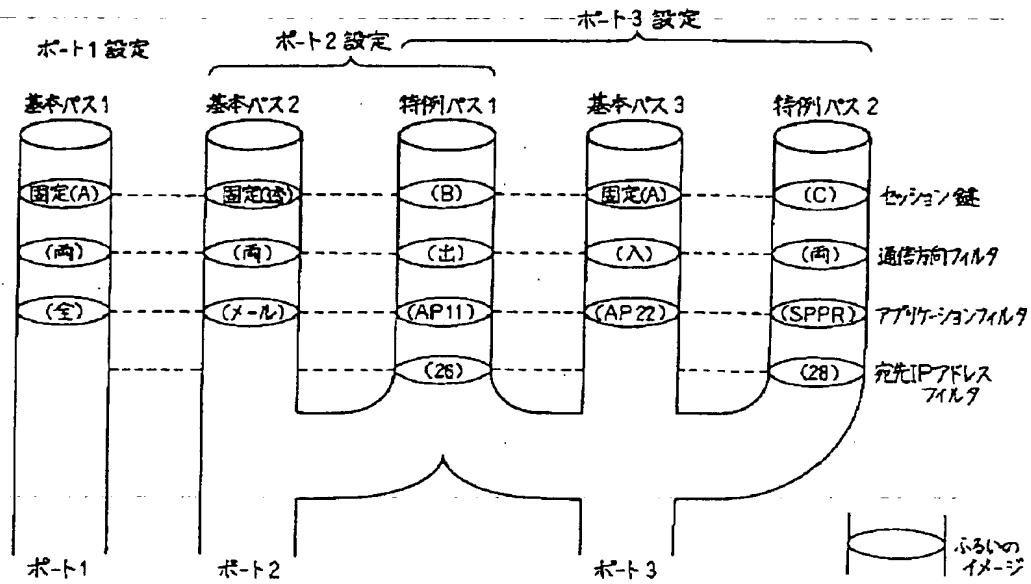 ポート3 設定
ポート1 設定
ポート2 設定
基本パス1
基本パス2
特例パス1
基本パス3
特例パス2
固定(A)
(B)
固定(A)
(C)
セッション鍵
(両)
(両)
(出)
(入)
(両)
通信方向フィルタ
(全)
(メール)
(AP11)
(AP22)
(SPPR)
アプリケーションフィルタ
(26)
(28)
宛先IPアドレス
フィルタ
ポート1
ポート2
ポート3
ふるいの
イメージ